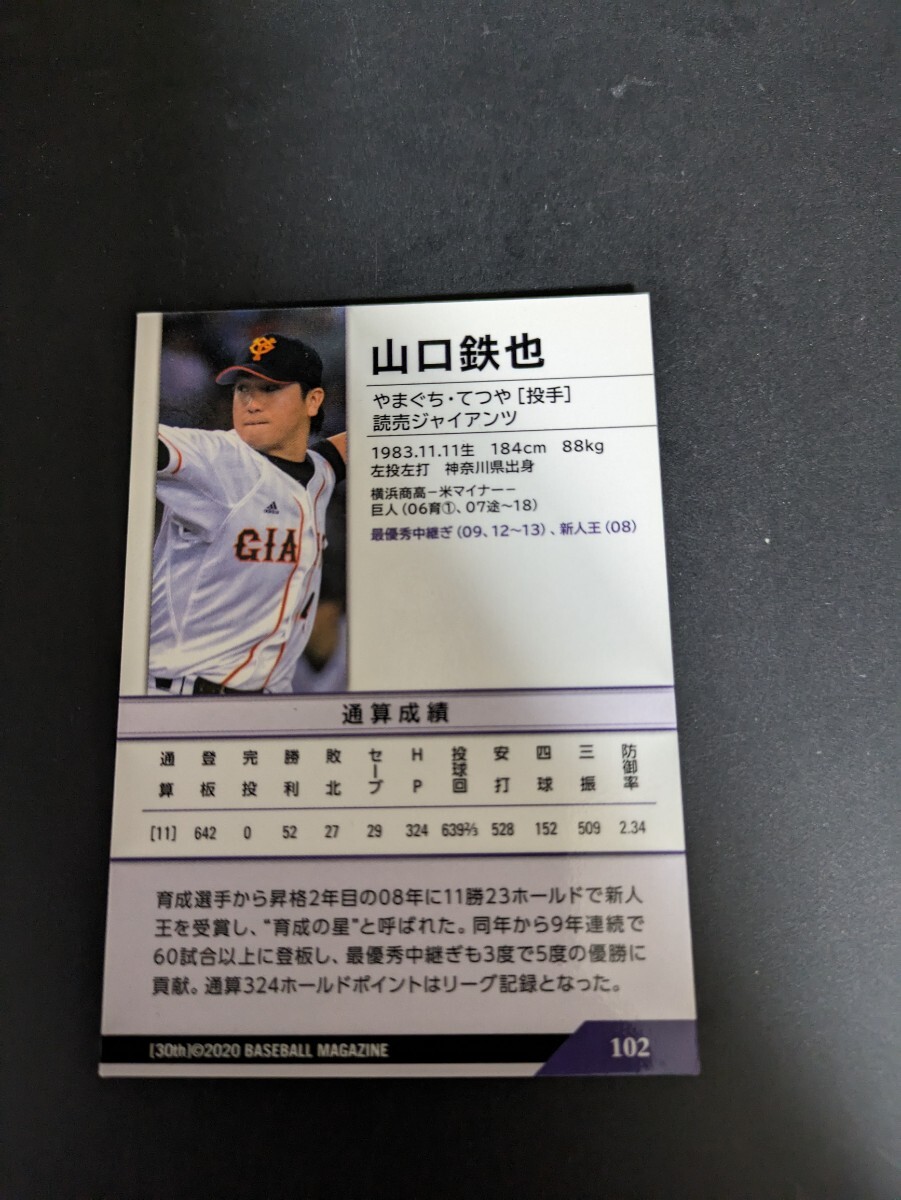 山口鉄也
やまぐち・てつや [投手]
読売ジャイアンツ
1983.11.11生 184cm 88kg
左投左打 神奈川県出身
横浜商高－米マイナー－
巨人(06育①、07途〜18)
最優秀中継ぎ(09、12〜13)、新人王(08)
GIA
通算成績
通算 登板 完投 勝利 敗北 セーブ HP 投球回 安打 四球 三振 防御率
[11] 642 0 52 27 29 324 639⅔ 528 152 509 2.34
育成選手から昇格2年目の08年に11勝23ホールドで新人
王を受賞し、“育成の星”と呼ばれた。同年から9年連続で
60試合以上に登板し、最優秀中継ぎも3度で5度の優勝に
貢献。通算324ホールドポイントはリーグ記録となった。
[30th]©2020 BASEBALL MAGAZINE
102